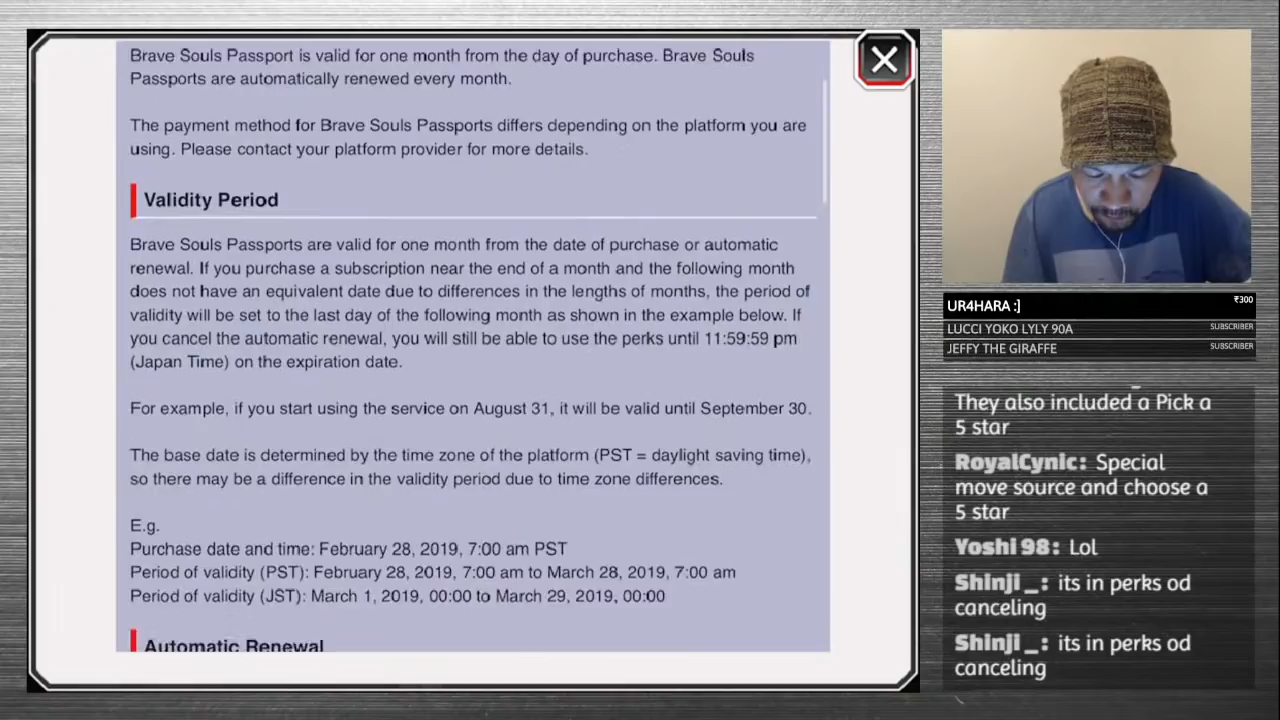 Brave Souls Passport is valid for one month from the day of purchase. Brave Souls
Passports are automatically renewed every month.
The payment method for Brave Souls Passports differs depending on the platform you are
using. Please contact your platform provider for more details.
Validity Period
Brave Souls Passports are valid for one month from the date of purchase or automatic
renewal. If you purchase a subscription near the end of a month and the following month
does not have an equivalent date due to differences in the lengths of months, the period of
validity will be set to the last day of the following month as shown in the example below. If
you cancel the automatic renewal, you will still be able to use the perks until 11:59:59 pm
(Japan Time) on the expiration date.
For example, if you start using the service on August 31, it will be valid until September 30.
The base date is determined by the time zone of the platform (PST = daylight saving time),
so there may be a difference in the validity period due to time zone differences.
E.g.
Purchase date and time: February 28, 2019, 7:00 am PST
Period of validity (PST): February 28, 2019, 7:00 am to March 28, 2019, 7:00 am
Period of validity (JST): March 1, 2019, 00:00 to March 29, 2019, 00:00
Automatic Renewal
UR4HARA :] ₹300
LUCCI YOKO LYLY 90A SUBSCRIBER
JEFFY THE GIRAFFE SUBSCRIBER
They also included a Pick a
5 star
RoyalCynic: Special
move source and choose a
5 star
Yoshi 98: Lol
Shinji _: its in perks od
canceling
Shinji _: its in perks od
canceling